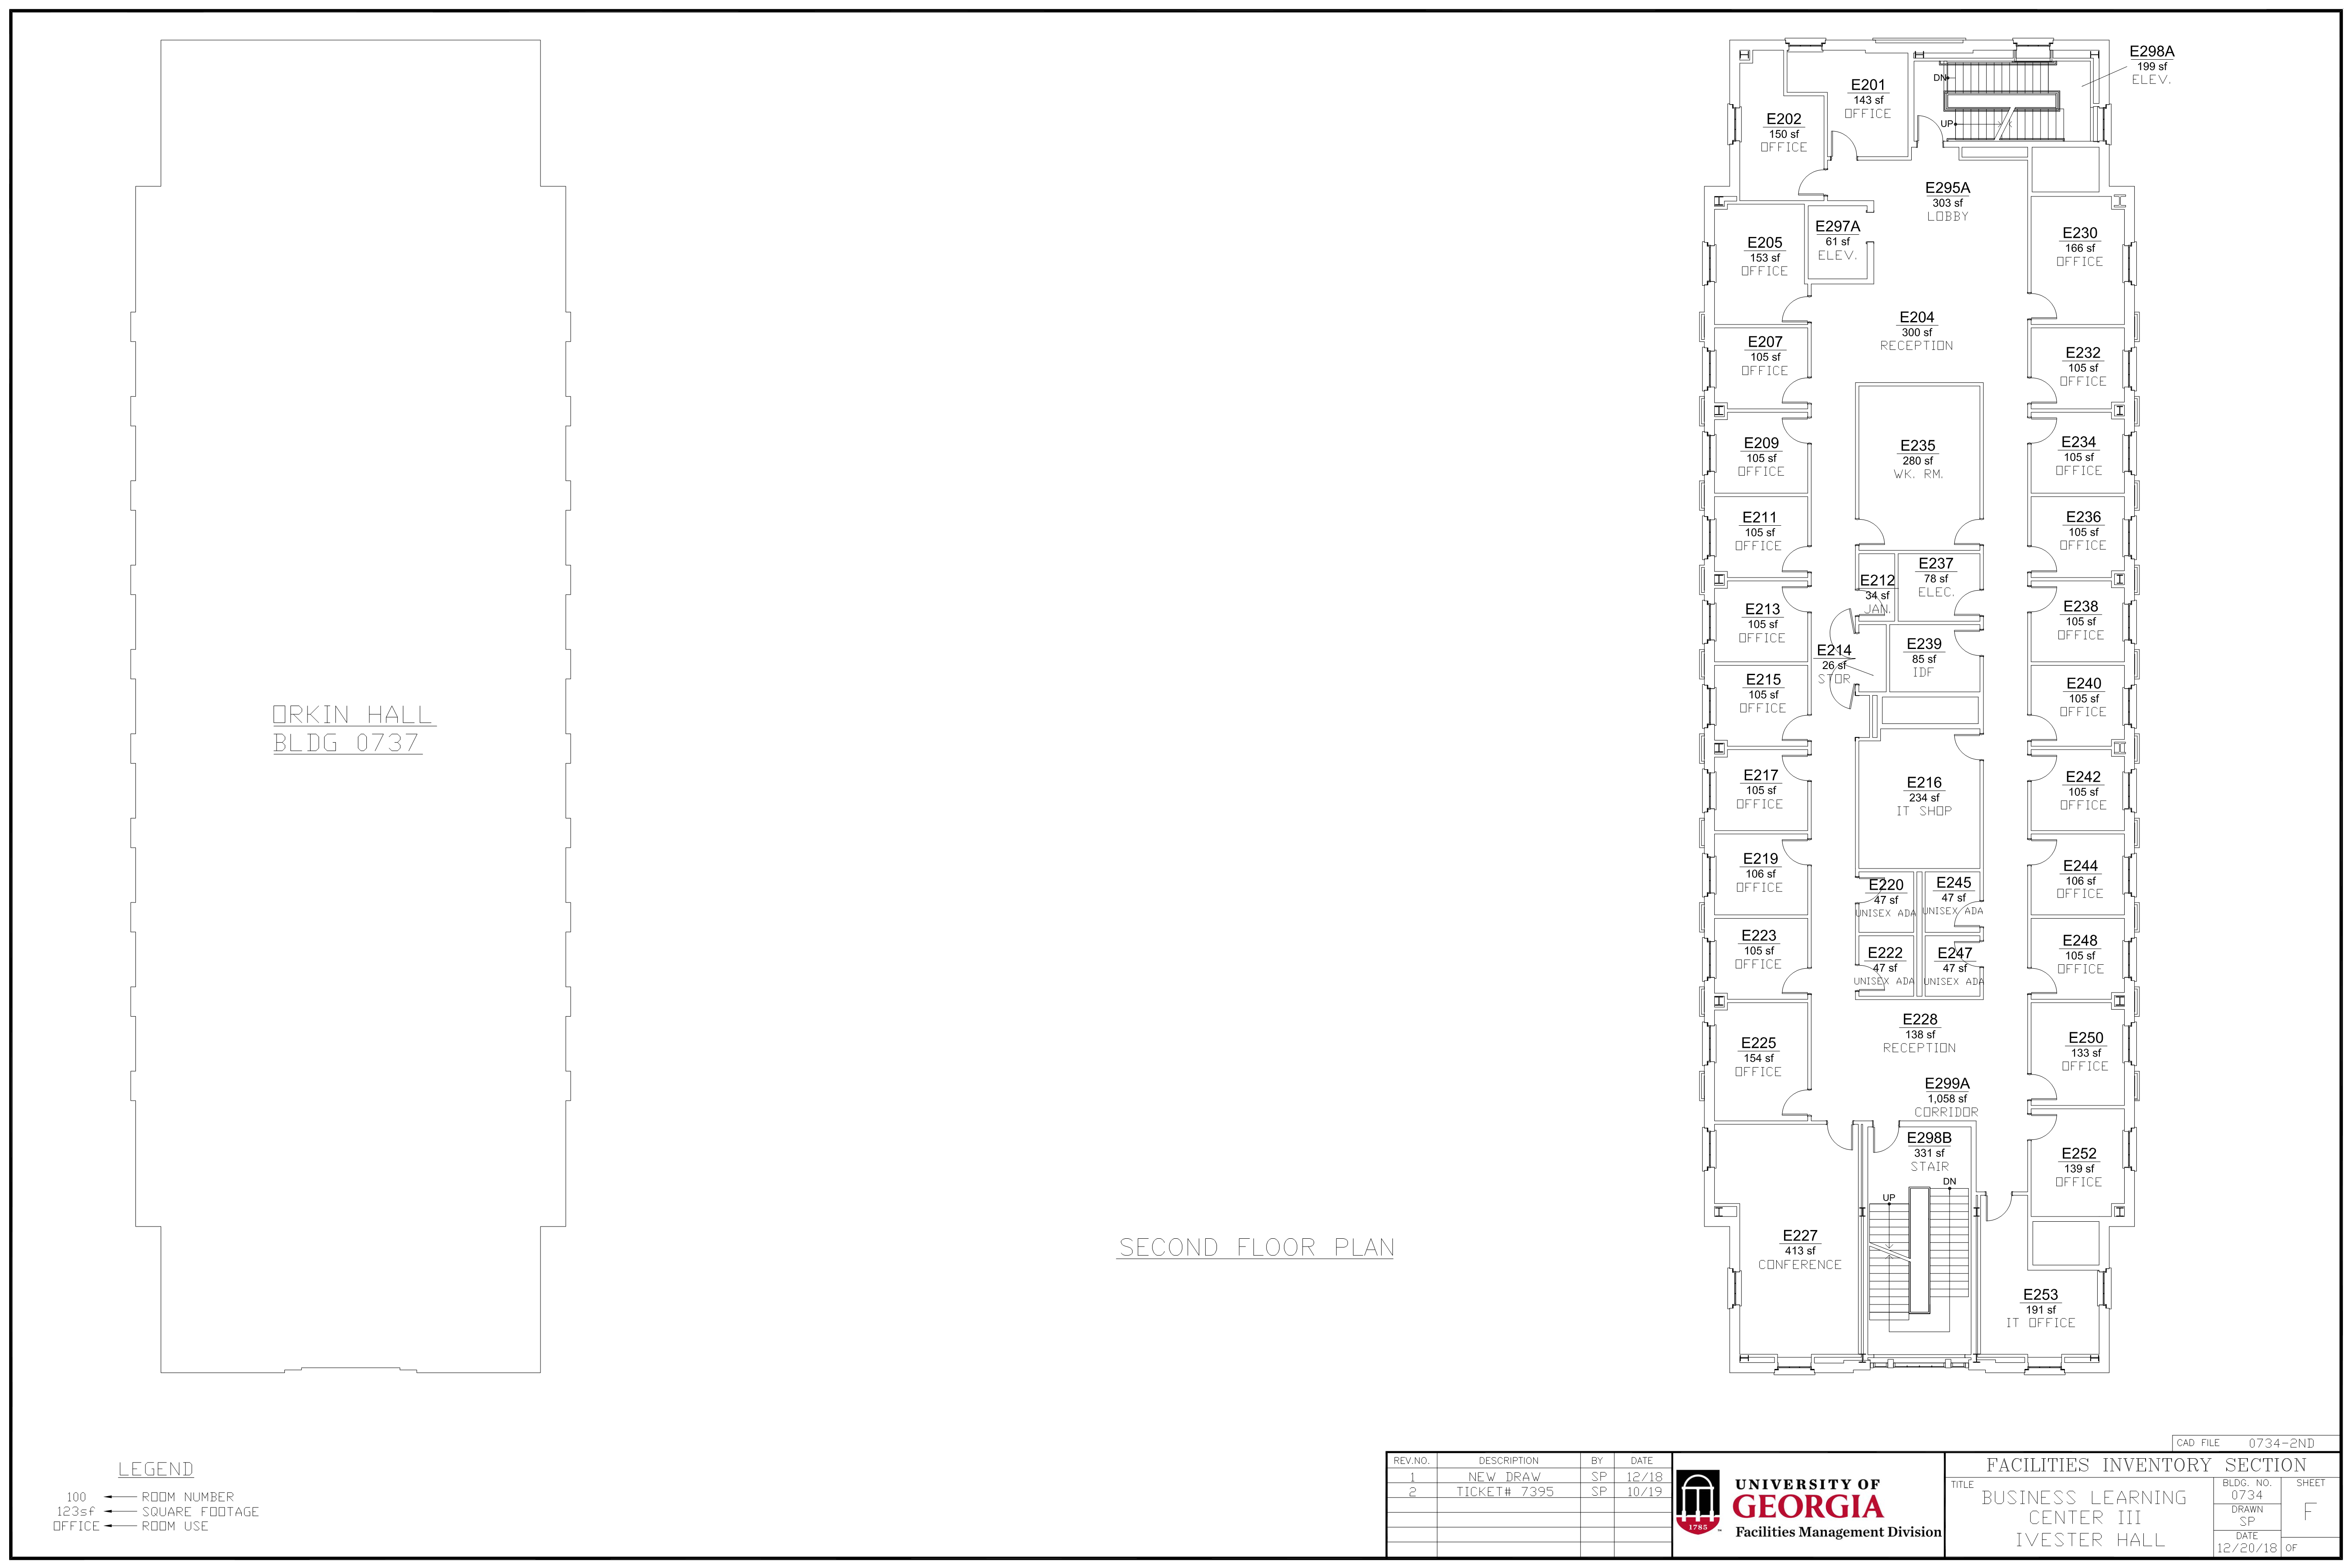 E298A
199 sf
ELEV.
DN
UP
E201
143 sf
OFFICE
E202
150 sf
OFFICE
E295A
303 sf
LOBBY
E297A
61 sf
ELEV.
E205
153 sf
OFFICE
E230
166 sf
OFFICE
E204
300 sf
RECEPTION
E207
105 sf
OFFICE
E232
105 sf
OFFICE
E209
105 sf
OFFICE
E235
280 sf
WK. RM.
E234
105 sf
OFFICE
E211
105 sf
OFFICE
E236
105 sf
OFFICE
E212
34 sf
JAN.
E237
78 sf
ELEC.
E213
105 sf
OFFICE
E238
105 sf
OFFICE
E214
26 sf
STOR
E239
85 sf
IDF
E215
105 sf
OFFICE
E240
105 sf
OFFICE
ORKIN HALL
BLDG 0737
E217
105 sf
OFFICE
E216
234 sf
IT SHOP
E242
105 sf
OFFICE
E219
106 sf
OFFICE
E220
47 sf
UNISEX ADA
E245
47 sf
UNISEX ADA
E244
106 sf
OFFICE
E223
105 sf
OFFICE
E222
47 sf
UNISEX ADA
E247
47 sf
UNISEX ADA
E248
105 sf
OFFICE
E225
154 sf
OFFICE
E228
138 sf
RECEPTION
E250
133 sf
OFFICE
E299A
1,058 sf
CORRIDOR
E298B
331 sf
STAIR
UP
DN
E252
139 sf
OFFICE
E227
413 sf
CONFERENCE
E253
191 sf
IT OFFICE
SECOND FLOOR PLAN
LEGEND
100 ROOM NUMBER
123sf SQUARE FOOTAGE
OFFICE ROOM USE
REV.NO. DESCRIPTION BY DATE
1 NEW DRAW SP 12/18
2 TICKET# 7395 SP 10/19
1785
UNIVERSITY OF
GEORGIA
Facilities Management Division
CAD FILE 0734-2ND
FACILITIES INVENTORY SECTION
TITLE
BUSINESS LEARNING
CENTER III
IVESTER HALL
BLDG. NO.
0734
DRAWN
SP
DATE
12/20/18
SHEET
F
OF